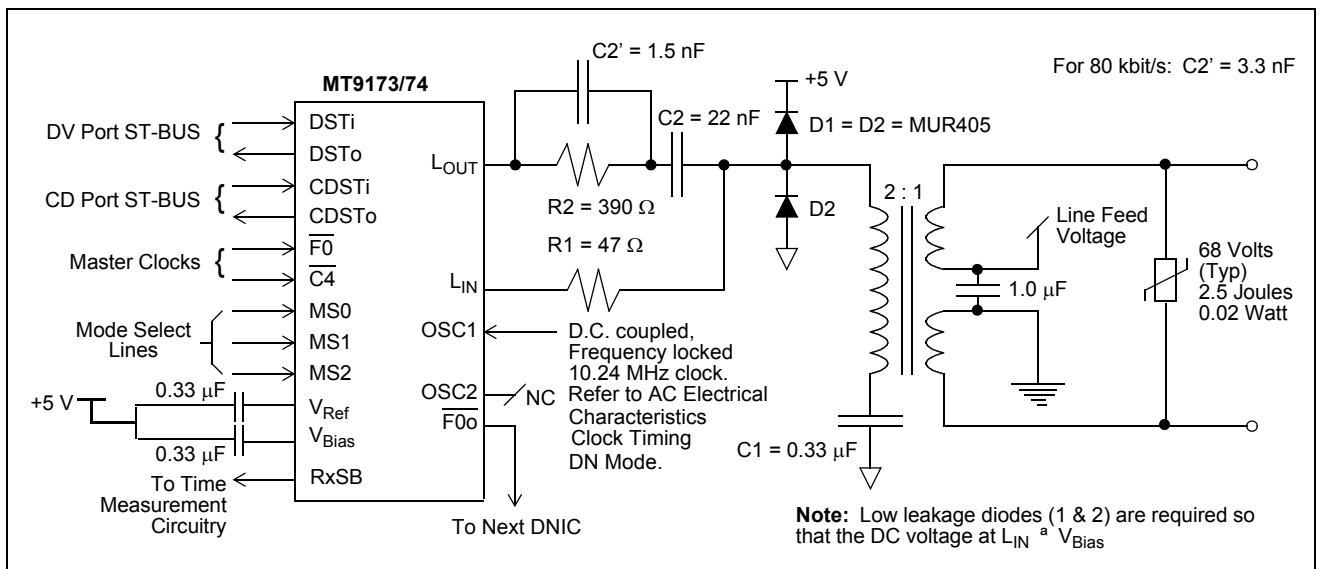 C2' = 1.5 nF
For 80 kbit/s: C2' = 3.3 nF
MT9173/74
+5 V
DV Port ST-BUS {
DSTi
DSTo
C2 = 22 nF
D1 = D2 = MUR405
LOUT
CD Port ST-BUS {
CDSTi
CDSTo
R2 = 390 Ω
D2
2 : 1
Line Feed
Voltage
Master Clocks {
F0
C4
R1 = 47 Ω
LIN
68 Volts
(Typ)
2.5 Joules
0.02 Watt
1.0 μF
Mode Select
Lines
MS0
MS1
MS2
OSC1
D.C. coupled,
Frequency locked
10.24 MHz clock.
Refer to AC Electrical
Characteristics
Clock Timing
DN Mode.
OSC2
NC
F0o
+5 V
0.33 μF
VRef
VBias
0.33 μF
C1 = 0.33 μF
RxSB
To Time
Measurement
Circuitry
To Next DNIC
Note: Low leakage diodes (1 & 2) are required so
that the DC voltage at LIN a VBias